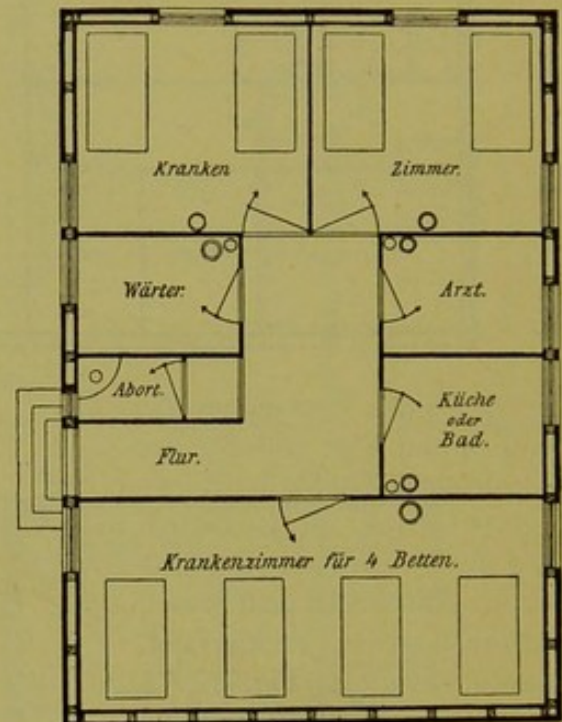 Kranken
Zimmer.
Wärter.
Arzt.
Abort.
Küche
oder
Bad.
Flur.
Krankenzimmer für 4 Betten.